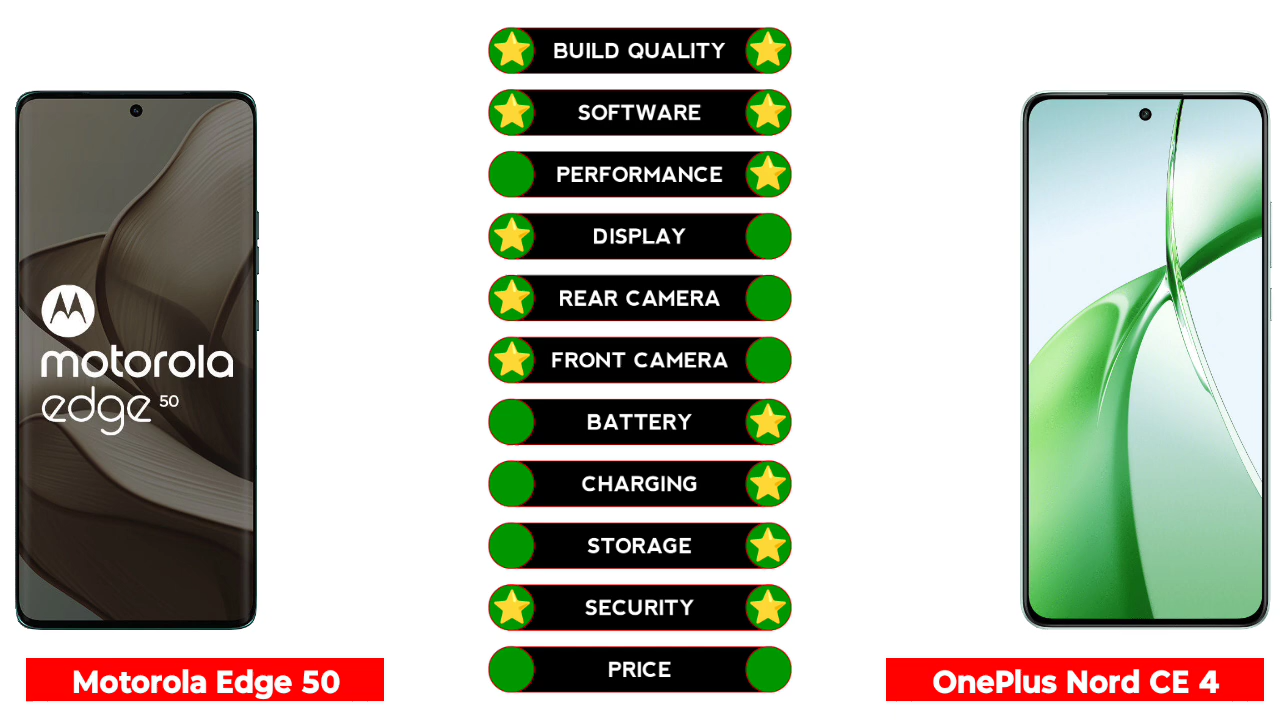 BUILD QUALITY
SOFTWARE
PERFORMANCE
DISPLAY
REAR CAMERA
FRONT CAMERA
BATTERY
CHARGING
STORAGE
SECURITY
PRICE
motorola
edge 50
Motorola Edge 50
OnePlus Nord CE 4